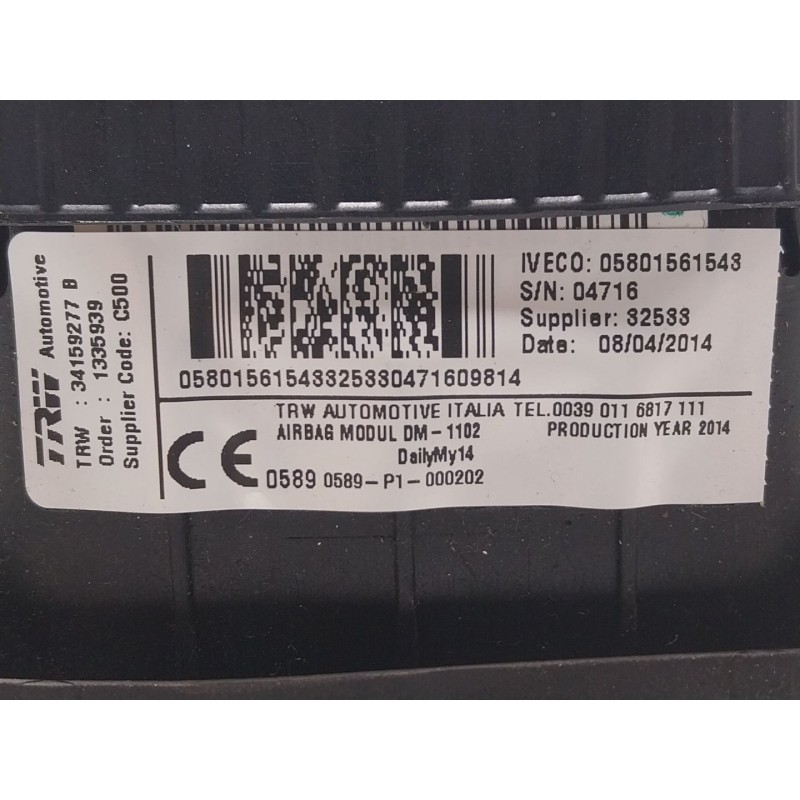 TRW Automotive
TRW : 34159277 B
Order : 1335939
Supplier Code: C500
IVECO: 05801561543
S/N: 04716
Supplier: 32533
Date: 08/04/2014
05801561543325330471609814
TRW AUTOMOTIVE ITALIA TEL.0039 011 6817 111
AIRBAG MODUL DM-1102 PRODUCTION YEAR 2014
DailyMy14
CE 0589 0589-P1-000202